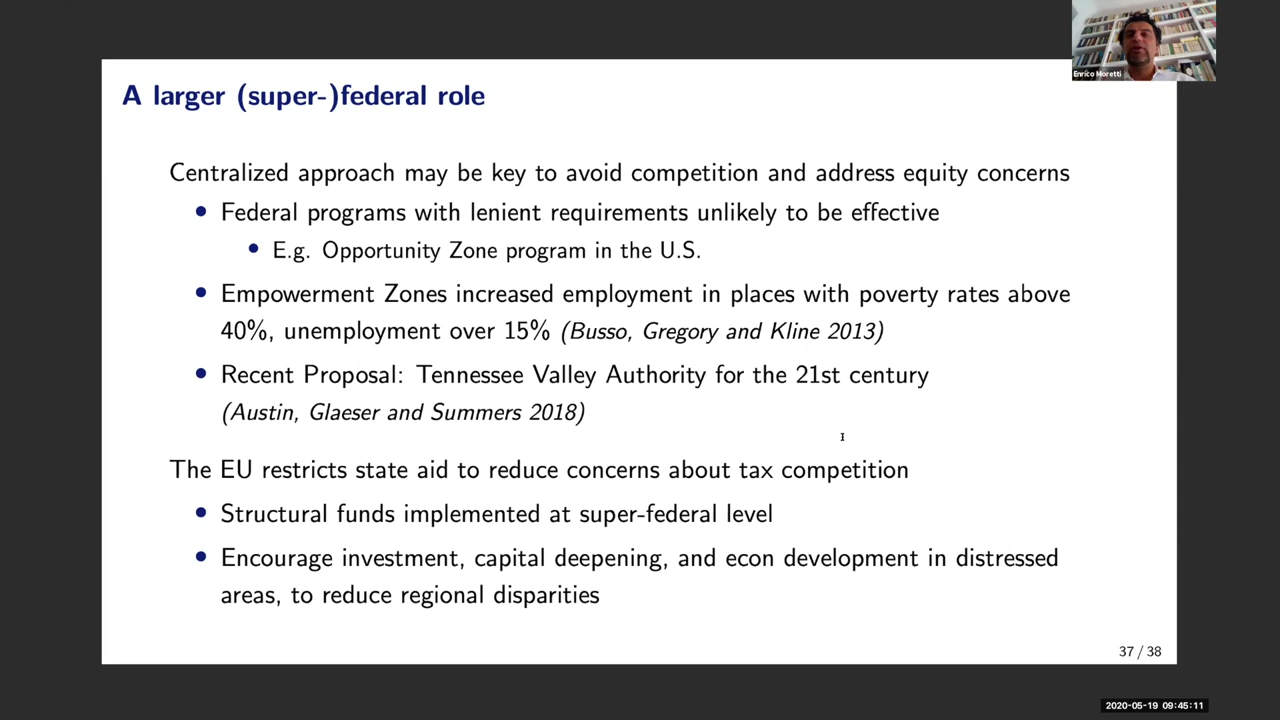 Enrico Moretti
A larger (super-)federal role
Centralized approach may be key to avoid competition and address equity concerns
• Federal programs with lenient requirements unlikely to be effective
• E.g. Opportunity Zone program in the U.S.
• Empowerment Zones increased employment in places with poverty rates above
40%, unemployment over 15% (Busso, Gregory and Kline 2013)
• Recent Proposal: Tennessee Valley Authority for the 21st century
(Austin, Glaeser and Summers 2018)
The EU restricts state aid to reduce concerns about tax competition
• Structural funds implemented at super-federal level
• Encourage investment, capital deepening, and econ development in distressed
areas, to reduce regional disparities
37 / 38
2020-05-19 09:45:11